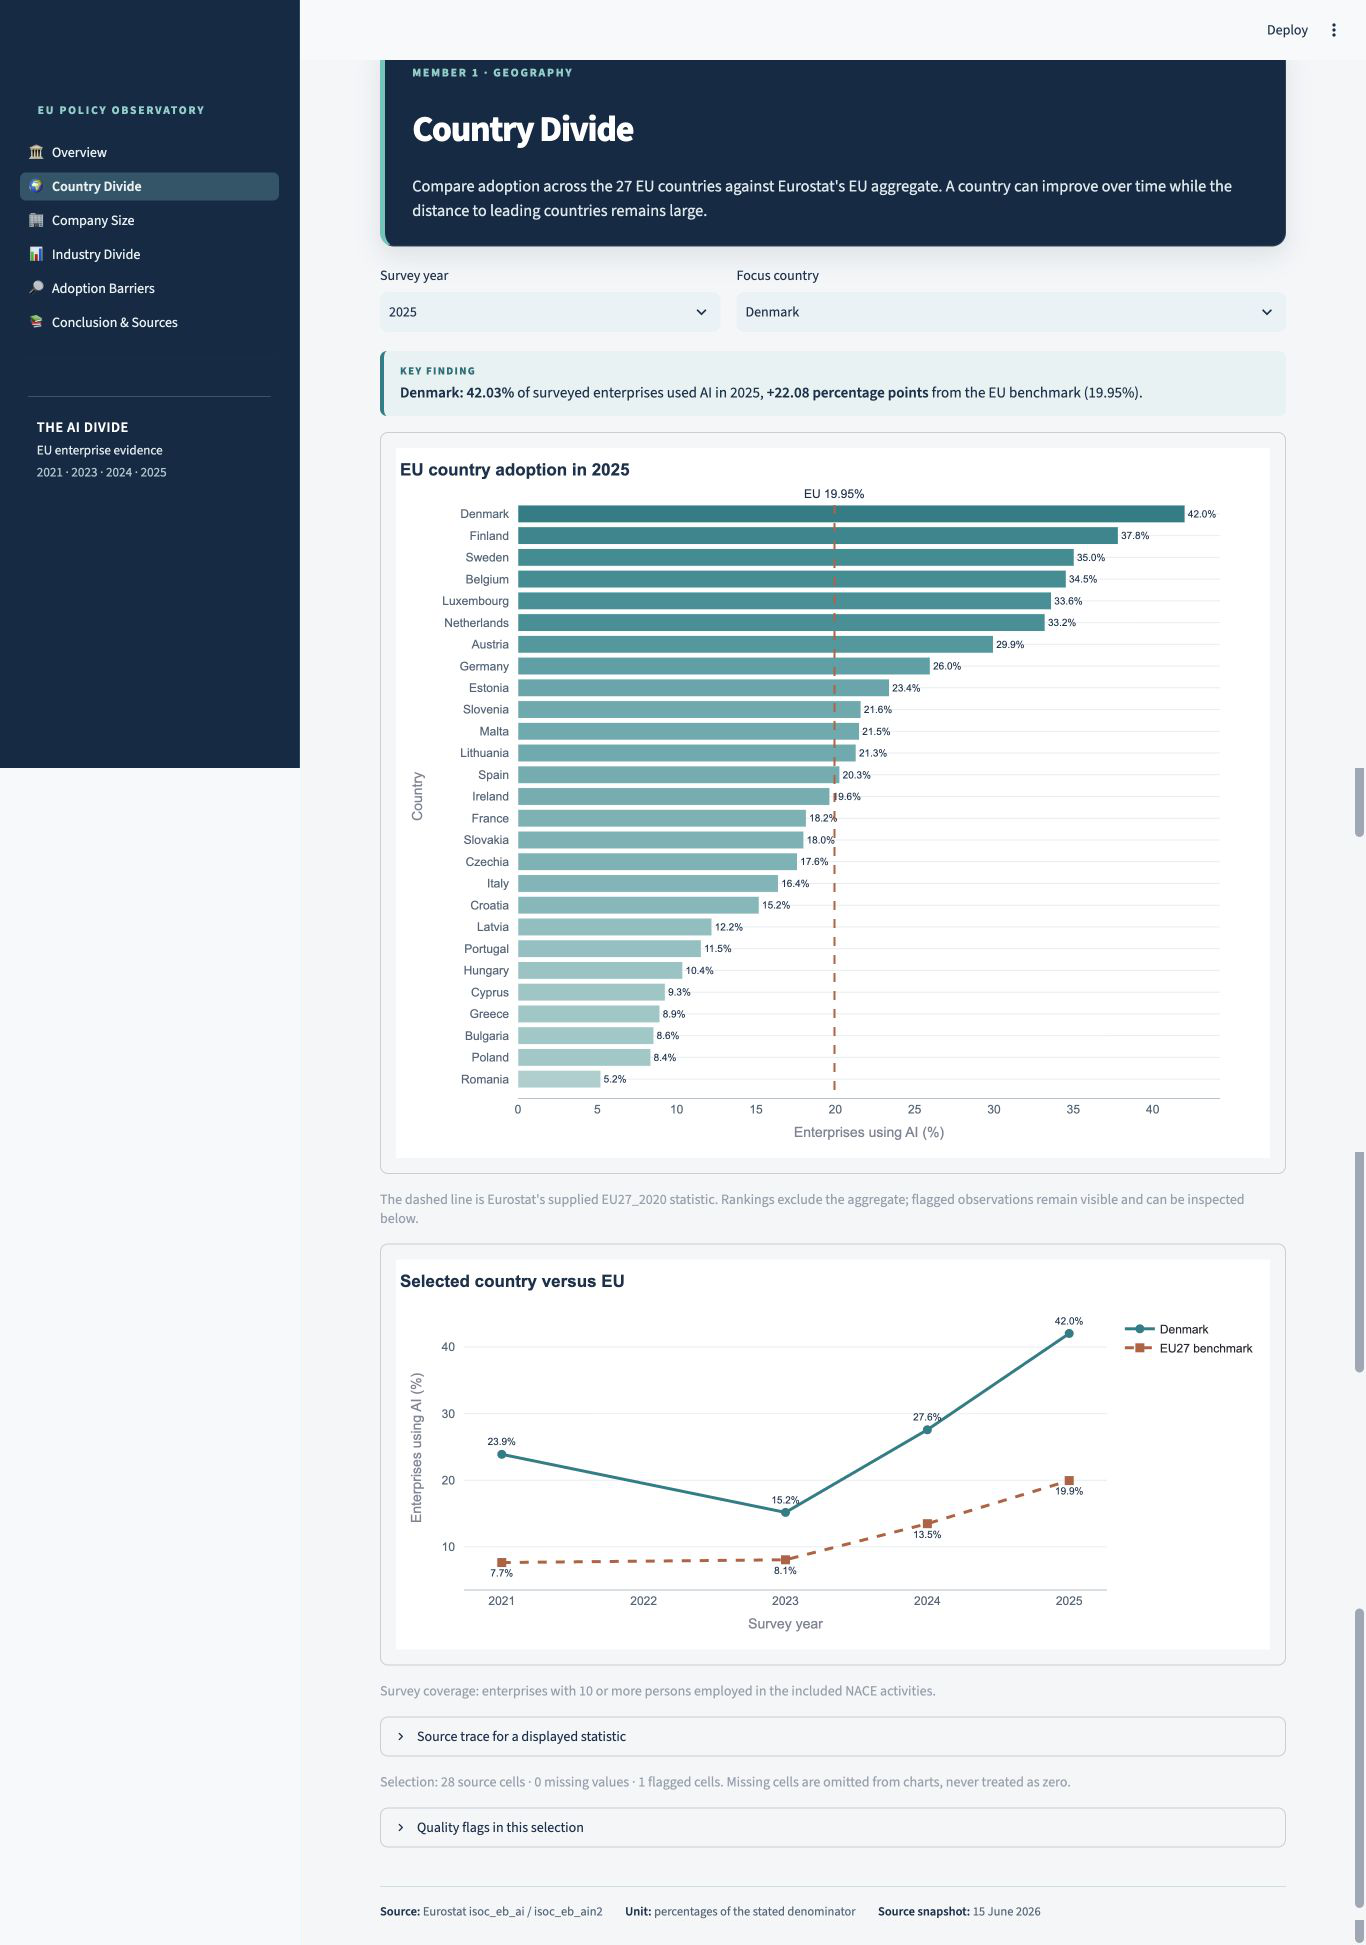 Deploy
EU POLICY OBSERVATORY
Overview
Country Divide
Company Size
Industry Divide
Adoption Barriers
Conclusion & Sources
THE AI DIVIDE
EU enterprise evidence
2021 · 2023 · 2024 · 2025
MEMBER 1 · GEOGRAPHY
Country Divide
Compare adoption across the 27 EU countries against Eurostat's EU aggregate. A country can improve over time while the
distance to leading countries remains large.
Survey year
Focus country
2025
Denmark
KEY FINDING
Denmark: 42.03% of surveyed enterprises used AI in 2025, +22.08 percentage points from the EU benchmark (19.95%).
EU country adoption in 2025
EU 19.95%
Denmark 42.0%
Finland 37.8%
Sweden 35.0%
Belgium 34.5%
Luxembourg 33.6%
Netherlands 33.2%
Austria 29.9%
Germany 26.0%
Estonia 23.4%
Slovenia 21.6%
Malta 21.5%
Lithuania 21.3%
Spain 20.3%
Ireland 19.6%
France 18.2%
Slovakia 18.0%
Czechia 17.6%
Italy 16.4%
Croatia 15.2%
Latvia 12.2%
Portugal 11.5%
Hungary 10.4%
Cyprus 9.3%
Greece 8.9%
Bulgaria 8.6%
Poland 8.4%
Romania 5.2%
Country
0 5 10 15 20 25 30 35 40
Enterprises using AI (%)
The dashed line is Eurostat's supplied EU27_2020 statistic. Rankings exclude the aggregate; flagged observations remain visible and can be inspected
below.
Selected country versus EU
Denmark
EU27 benchmark
42.0%
40
30
27.6%
23.9%
20
19.9%
15.2%
13.5%
10
7.7%
8.1%
Enterprises using AI (%)
2021 2022 2023 2024 2025
Survey year
Survey coverage: enterprises with 10 or more persons employed in the included NACE activities.
Source trace for a displayed statistic
Selection: 28 source cells · 0 missing values · 1 flagged cells. Missing cells are omitted from charts, never treated as zero.
Quality flags in this selection
Source: Eurostat isoc_eb_ai / isoc_eb_ain2 Unit: percentages of the stated denominator Source snapshot: 15 June 2026